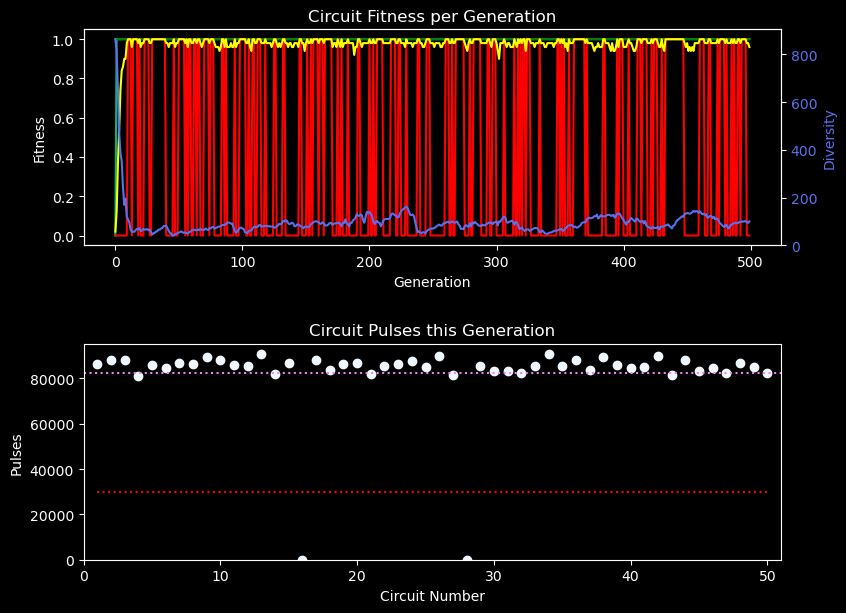 Circuit Fitness per Generation
1.0
0.8
0.6
0.4
0.2
0.0
Fitness
800
600
400
200
0
Diversity
0 100 200 300 400 500
Generation
Circuit Pulses this Generation
80000
60000
40000
20000
0
Pulses
0 10 20 30 40 50
Circuit Number